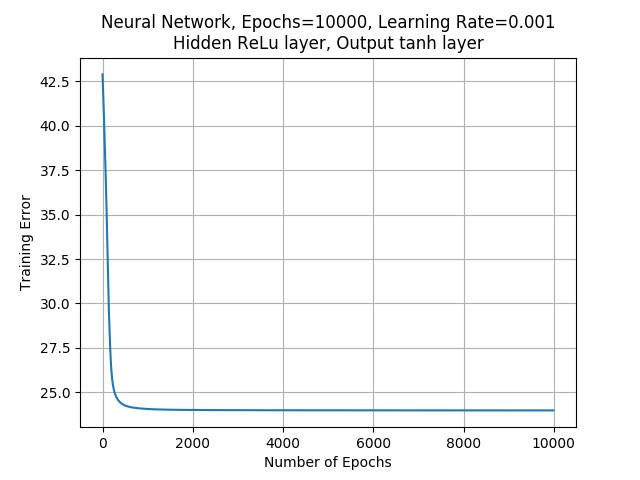 Neural Network, Epochs=10000, Learning Rate=0.001
Hidden ReLu layer, Output tanh layer
42.5
40.0
37.5
35.0
32.5
30.0
27.5
25.0
Training Error
0 2000 4000 6000 8000 10000
Number of Epochs